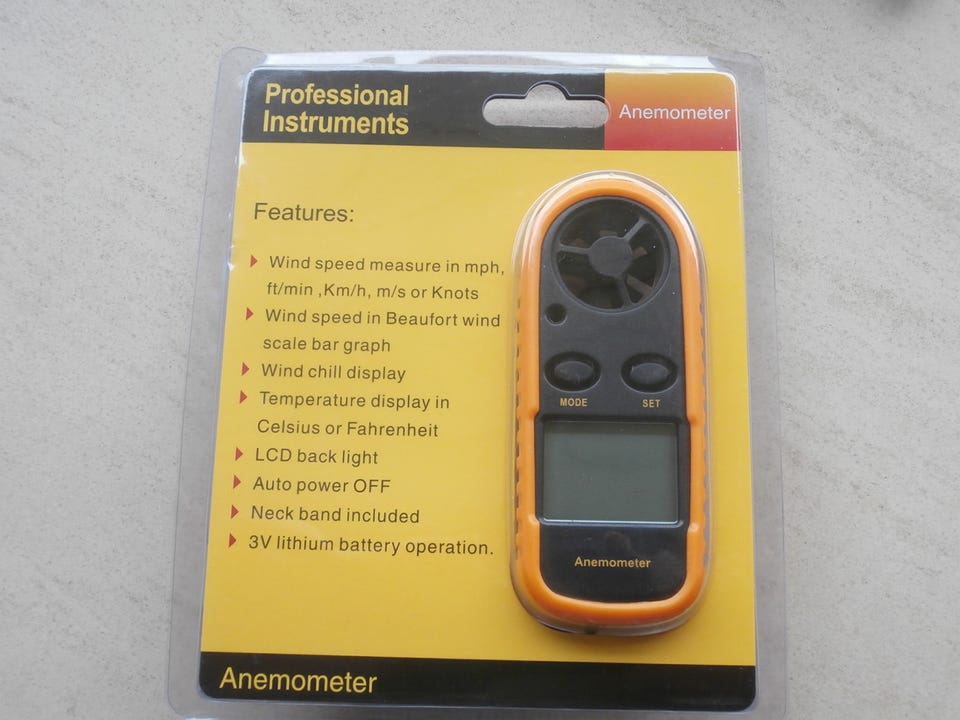 Professional
Instruments
Anemometer
Features:
Wind speed measure in mph,
ft/min ,Km/h, m/s or Knots
Wind speed in Beaufort wind
scale bar graph
Wind chill display
Temperature display in
Celsius or Fahrenheit
LCD back light
Auto power OFF
Neck band included
3V lithium battery operation.
MODE SET
Anemometer
Anemometer